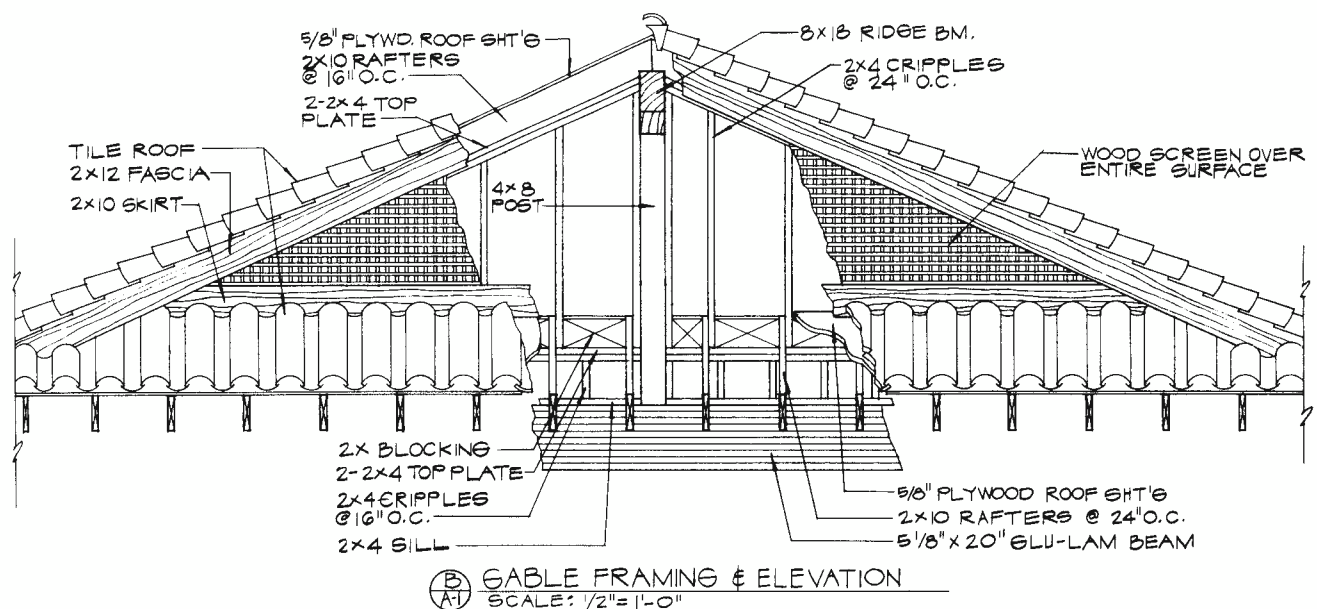 5/8" PLYWD. ROOF SHT'G
2x10 RAFTERS
@ 16" O.C.
2-2x4 TOP
PLATE
TILE ROOF
2x12 FASCIA
2x10 SKIRT
4x8
POST
8x18 RIDGE BM.
2x4 CRIPPLES
@ 24" O.C.
WOOD SCREEN OVER
ENTIRE SURFACE
2x BLOCKING
2-2x4 TOP PLATE
2x4 CRIPPLES
@ 16" O.C.
2x4 SILL
5/8" PLYWOOD ROOF SHT'G
2x10 RAFTERS @ 24" O.C.
5 1/8" x 20" GLU-LAM BEAM
B
A-1
GABLE FRAMING & ELEVATION
SCALE: 1/2" = 1'-0"